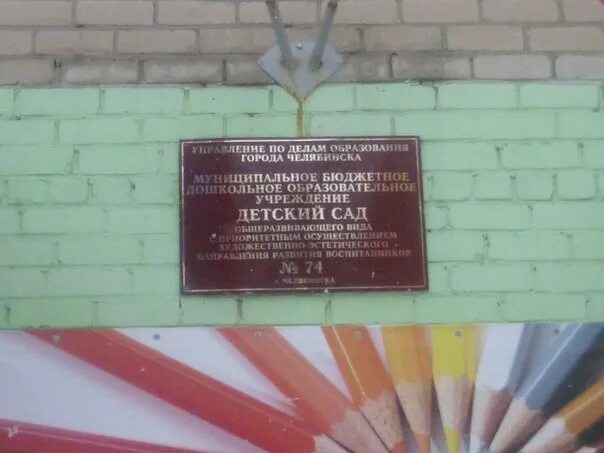 УПРАВЛЕНИЕ ПО ДЕЛАМ ОБРАЗОВАНИЯ
ГОРОДА ЧЕЛЯБИНСКА
МУНИЦИПАЛЬНОЕ БЮДЖЕТНОЕ
ДОШКОЛЬНОЕ ОБРАЗОВАТЕЛЬНОЕ
УЧРЕЖДЕНИЕ
ДЕТСКИЙ САД
ОБЩЕРАЗВИВАЮЩЕГО ВИДА
С ПРИОРИТЕТНЫМ ОСУЩЕСТВЛЕНИЕМ
ХУДОЖЕСТВЕННО-ЭСТЕТИЧЕСКОГО
НАПРАВЛЕНИЯ РАЗВИТИЯ ВОСПИТАННИКОВ
№ 74
г. ЧЕЛЯБИНСКА